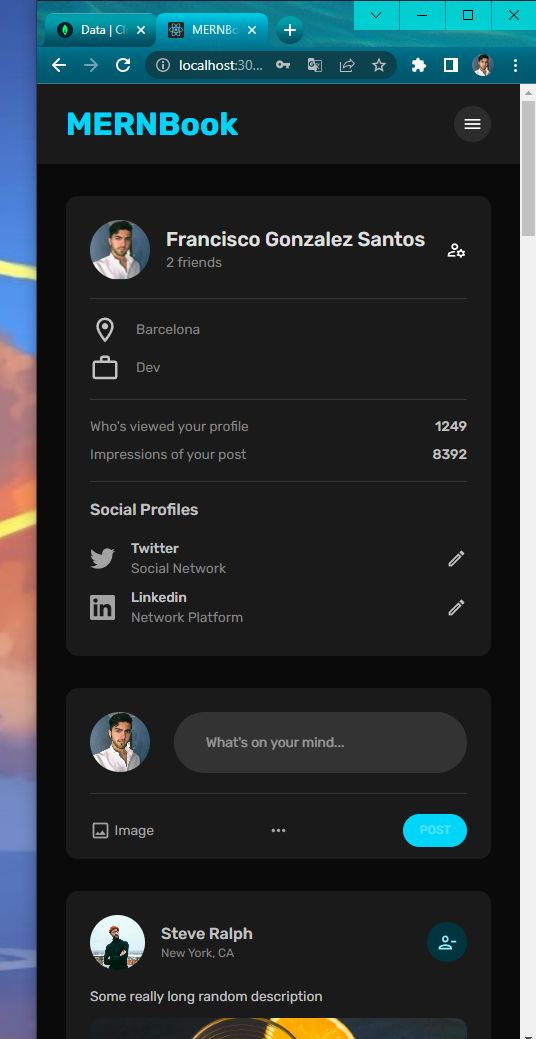 Data | Cl
MERNBo
localhost:30...
MERNBook
Francisco Gonzalez Santos
2 friends
Barcelona
Dev
Who's viewed your profile 1249
Impressions of your post 8392
Social Profiles
Twitter
Social Network
Linkedin
Network Platform
What's on your mind...
Image
POST
Steve Ralph
New York, CA
Some really long random description